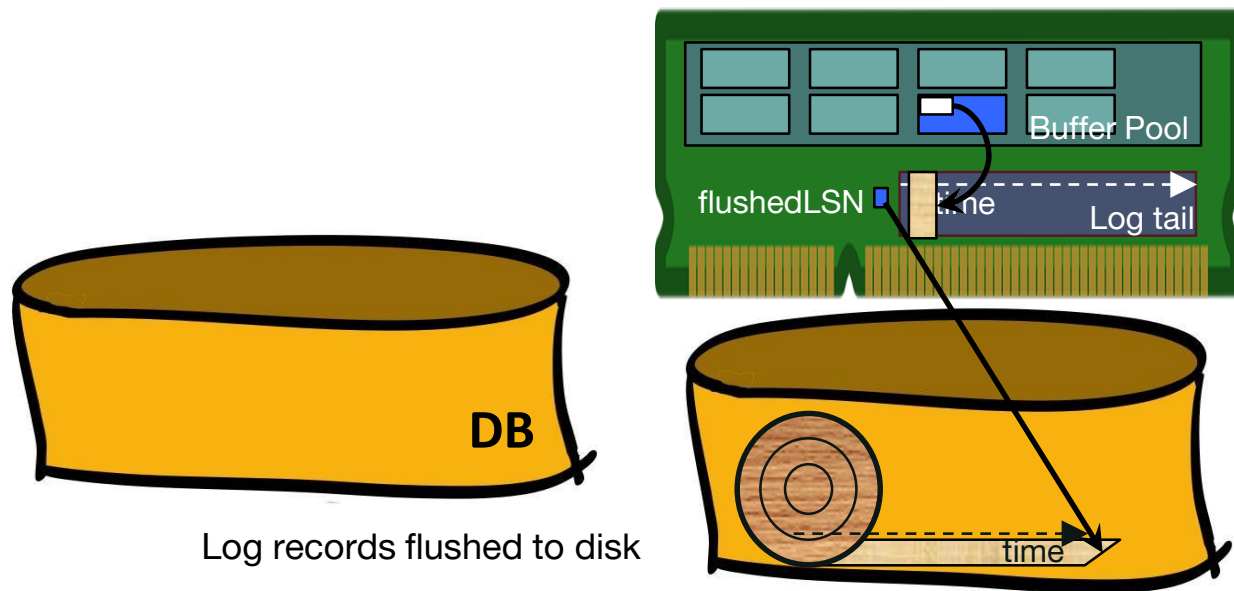 Buffer Pool
flushedLSN
time
Log tail
DB
Log records flushed to disk
time